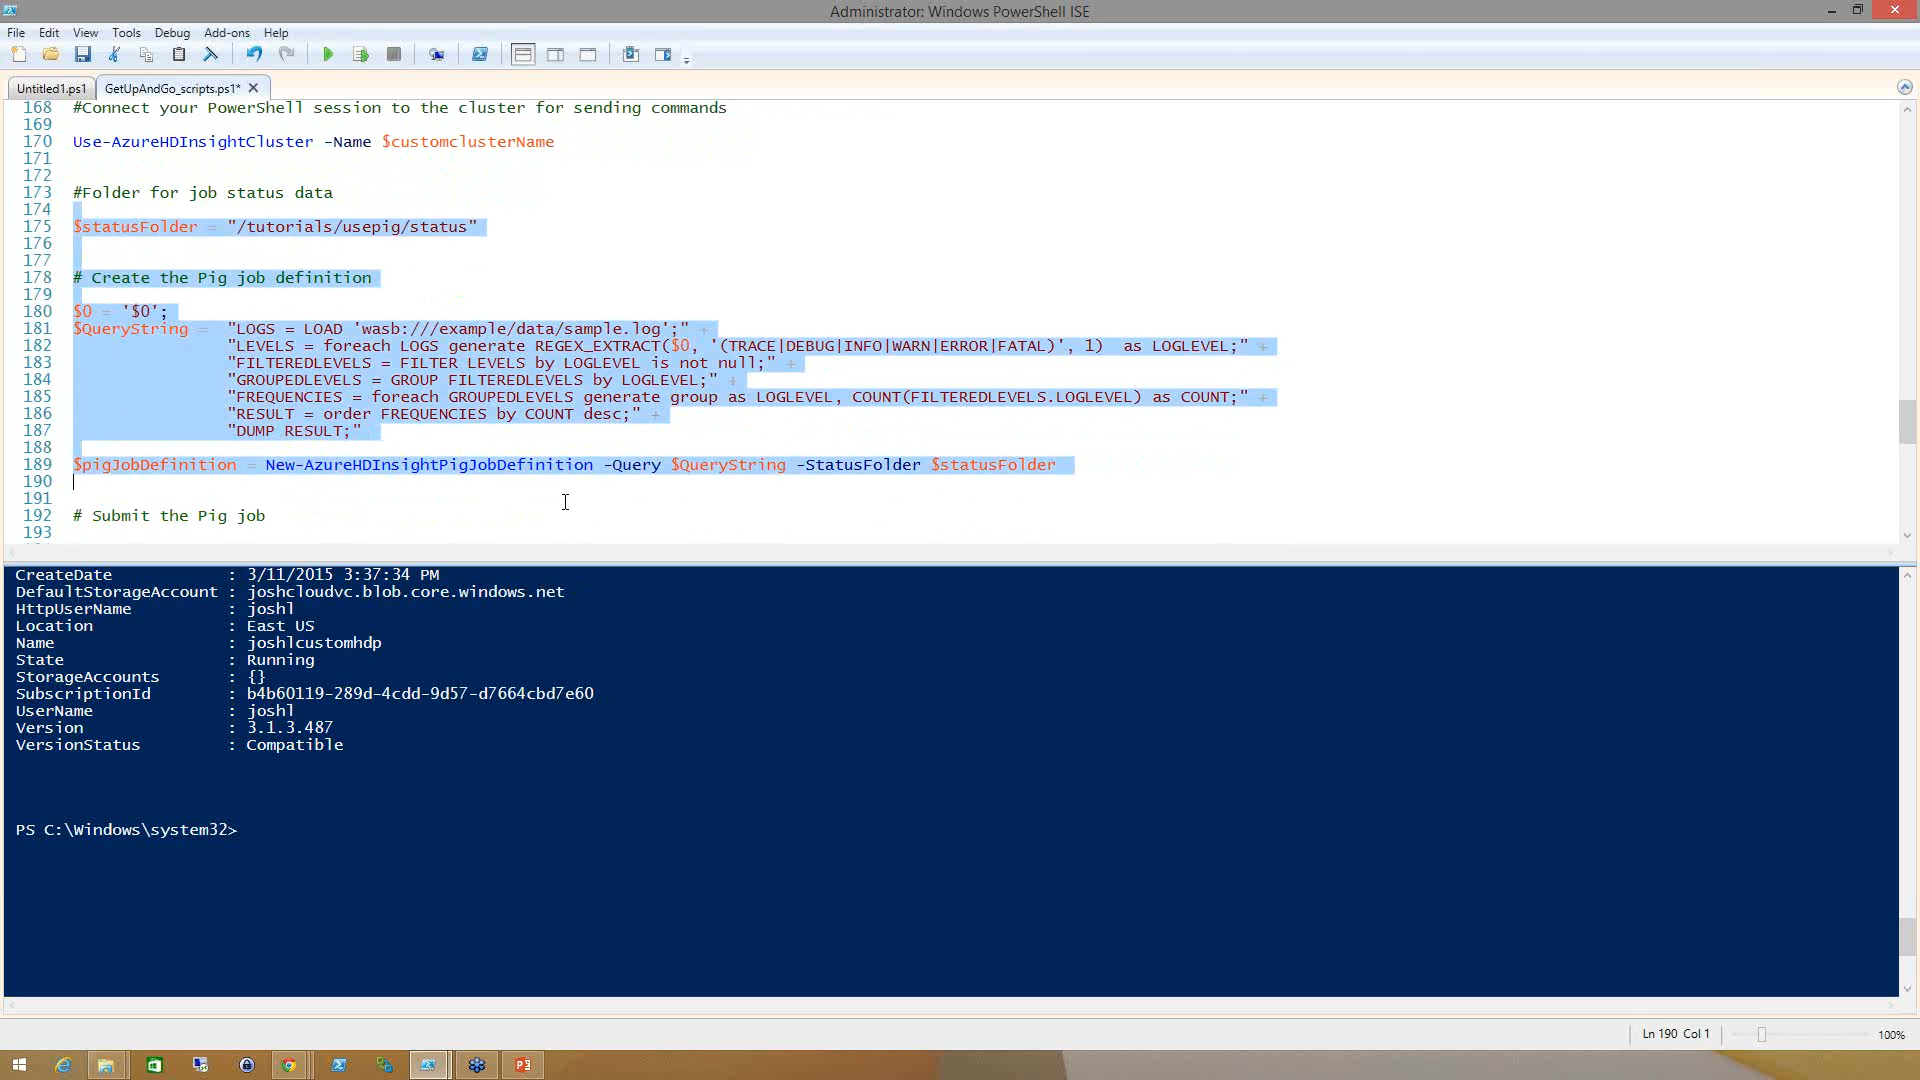 Administrator: Windows PowerShell ISE
File Edit View Tools Debug Add-ons Help
Untitled1.ps1 GetUpAndGo_scripts.ps1* X
168 #Connect your PowerShell session to the cluster for sending commands
169
170 Use-AzureHDInsightCluster -Name $customclusterName
171
172
173 #Folder for job status data
174
175 $statusFolder = "/tutorials/usepig/status"
176
177
178 # Create the Pig job definition
179
180 $0 = '$0';
181 $QueryString = "LOGS = LOAD 'wasb:///example/data/sample.log';" +
182 "LEVELS = foreach LOGS generate REGEX_EXTRACT($0, '(TRACE|DEBUG|INFO|WARN|ERROR|FATAL)', 1) as LOGLEVEL;" +
183 "FILTEREDLEVELS = FILTER LEVELS by LOGLEVEL is not null;" +
184 "GROUPEDLEVELS = GROUP FILTEREDLEVELS by LOGLEVEL;" +
185 "FREQUENCIES = foreach GROUPEDLEVELS generate group as LOGLEVEL, COUNT(FILTEREDLEVELS.LOGLEVEL) as COUNT;" +
186 "RESULT = order FREQUENCIES by COUNT desc;" +
187 "DUMP RESULT;"
188
189 $pigJobDefinition = New-AzureHDInsightPigJobDefinition -Query $QueryString -StatusFolder $statusFolder
190
191
192 # Submit the Pig job
193
CreateDate : 3/11/2015 3:37:34 PM
DefaultStorageAccount : joshcloudvc.blob.core.windows.net
HttpUserName : joshl
Location : East US
Name : joshlcustomhdp
State : Running
StorageAccounts : {}
SubscriptionId : b4b60119-289d-4cdd-9d57-d7664cbd7e60
UserName : joshl
Version : 3.1.3.487
VersionStatus : Compatible
PS C:\Windows\system32>
Ln 190 Col 1 100%